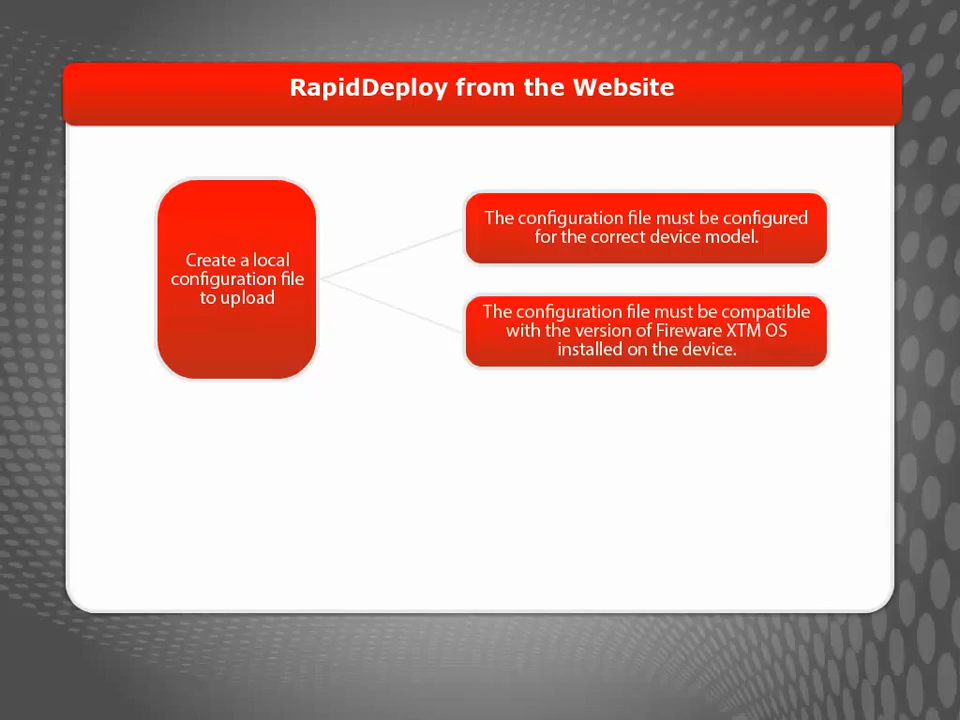 RapidDeploy from the Website
Create a local
configuration file
to upload
The configuration file must be configured
for the correct device model.
The configuration file must be compatible
with the version of Fireware XTM OS
installed on the device.